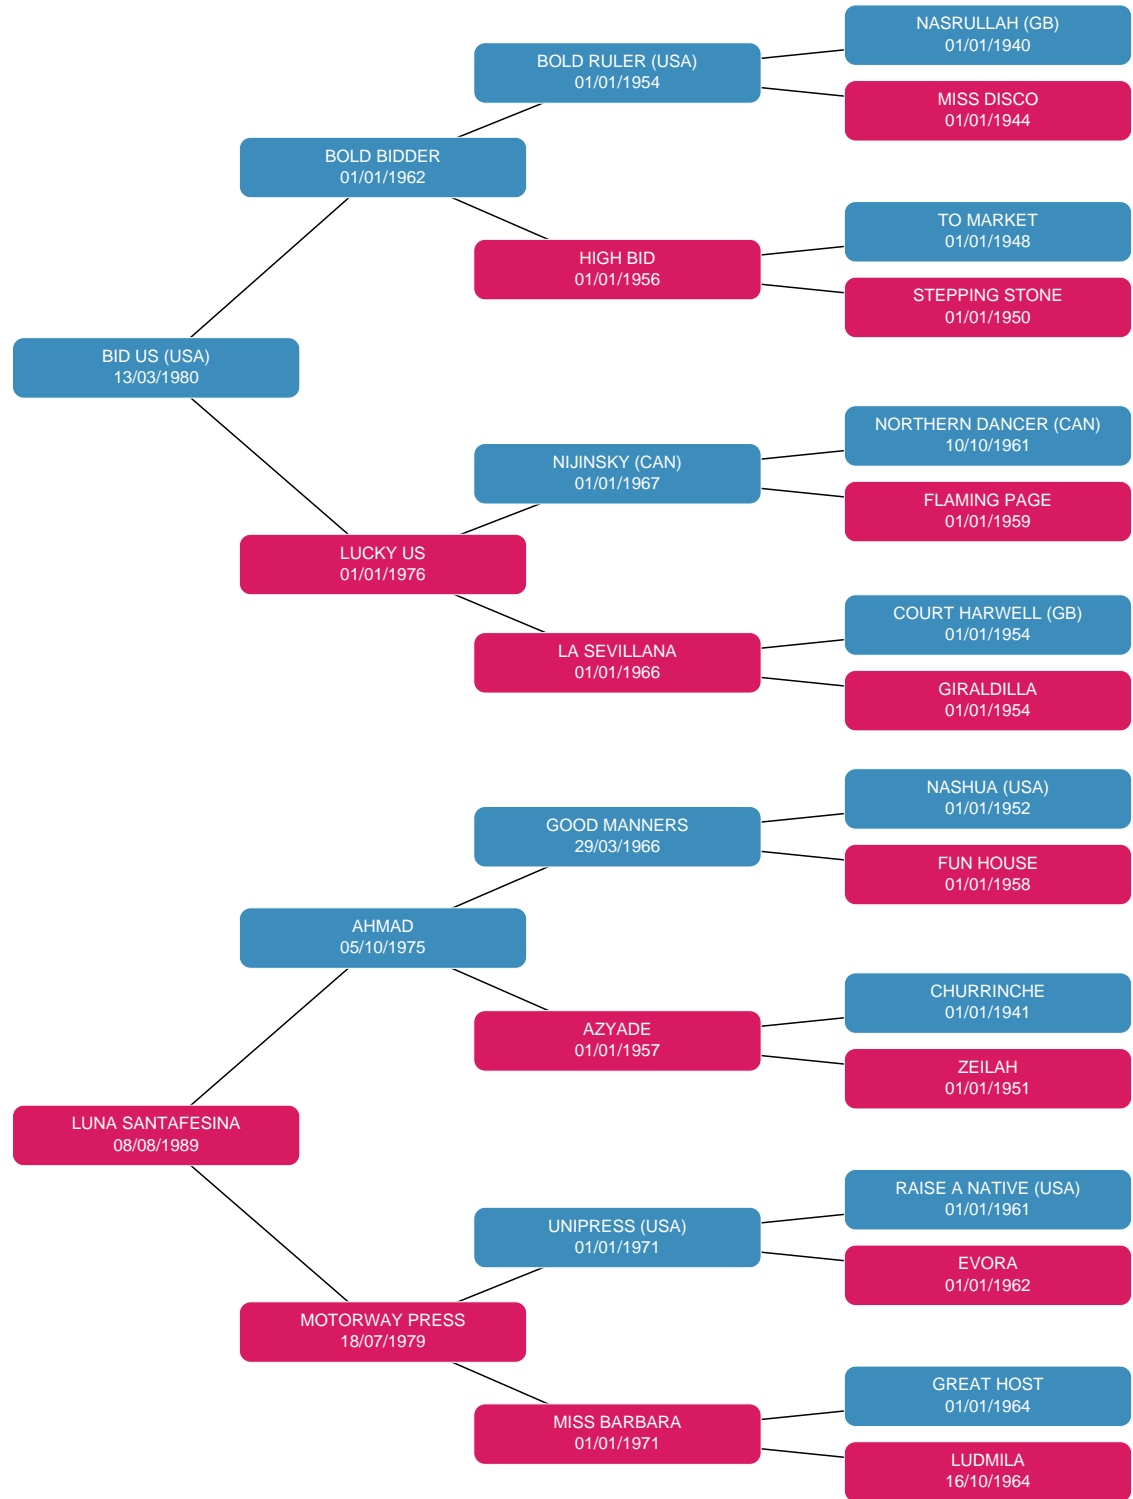 NASRULLAH (GB)
01/01/1940
BOLD RULER (USA)
01/01/1954
MISS DISCO
01/01/1944
BOLD BIDDER
01/01/1962
TO MARKET
01/01/1948
HIGH BID
01/01/1956
STEPPING STONE
01/01/1950
BID US (USA)
13/03/1980
NORTHERN DANCER (CAN)
10/10/1961
NIJINSKY (CAN)
01/01/1967
FLAMING PAGE
01/01/1959
LUCKY US
01/01/1976
COURT HARWELL (GB)
01/01/1954
LA SEVILLANA
01/01/1966
GIRALDILLA
01/01/1954
NASHUA (USA)
01/01/1952
GOOD MANNERS
29/03/1966
FUN HOUSE
01/01/1958
AHMAD
05/10/1975
CHURRINCHE
01/01/1941
AZYADE
01/01/1957
ZEILAH
01/01/1951
LUNA SANTAFESINA
08/08/1989
RAISE A NATIVE (USA)
01/01/1961
UNIPRESS (USA)
01/01/1971
EVORA
01/01/1962
MOTORWAY PRESS
18/07/1979
GREAT HOST
01/01/1964
MISS BARBARA
01/01/1971
LUDMILA
16/10/1964